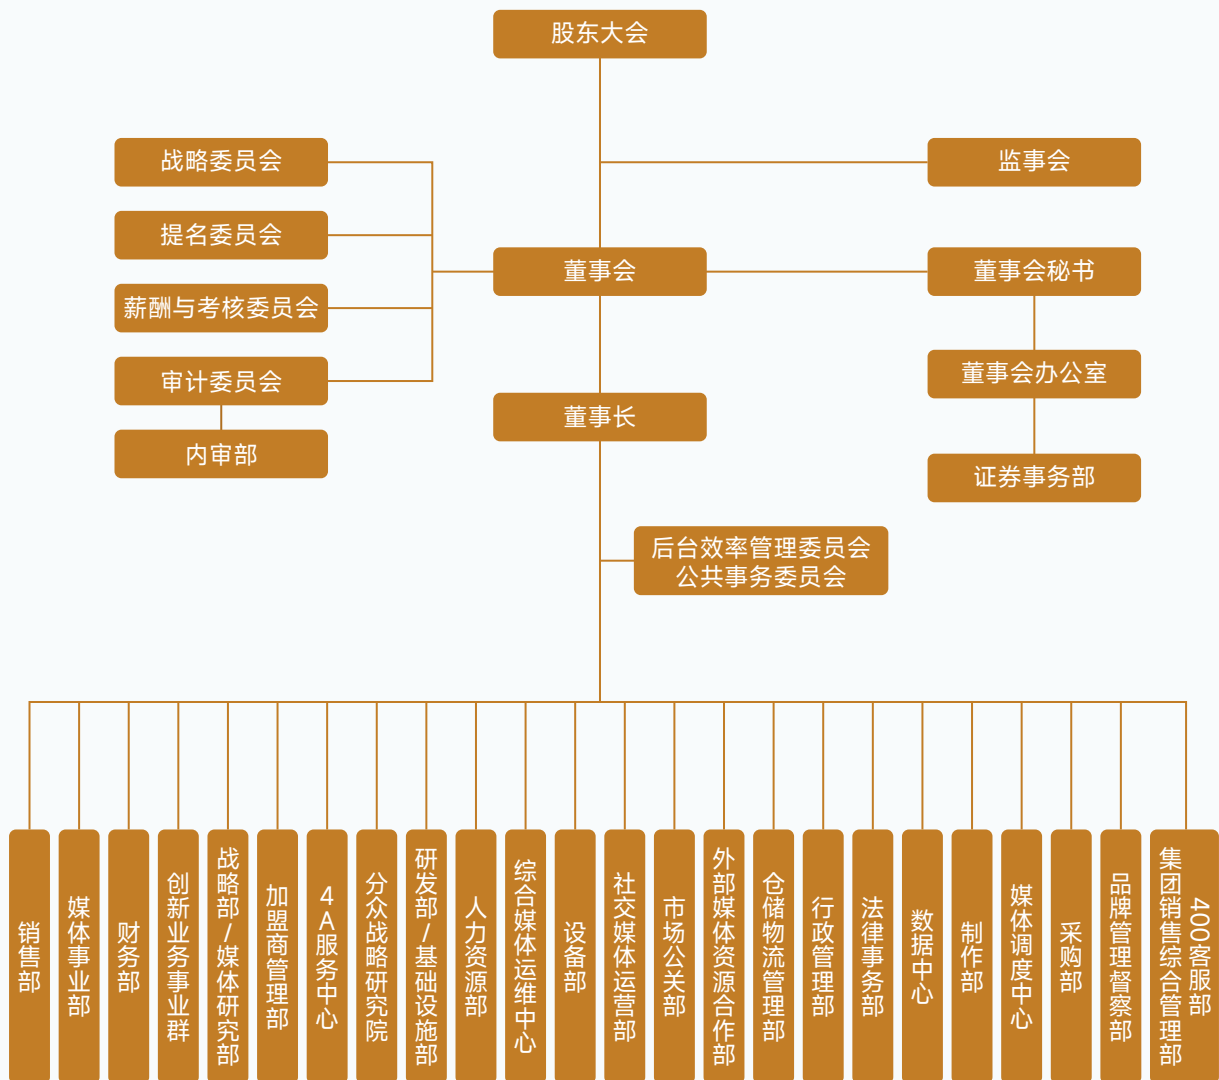 股东大会
战略委员会
监事会
提名委员会
董事会
董事会秘书
薪酬与考核委员会
审计委员会
董事会办公室
董事长
内审部
证券事务部
后台效率管理委员会
公共事务委员会
销售部
媒体事业部
财务部
创新业务事业群
战略部/媒体研究部
加盟商管理部
4A服务中心
分众战略研究院
研发部/基础设施部
人力资源部
综合媒体运维中心
设备部
社交媒体运营部
市场公关部
外部媒体资源合作部
仓储物流管理部
行政管理部
法律事务部
数据中心
制作部
媒体调度中心
采购部
品牌管理督察部
集团销售综合管理部
400客服部